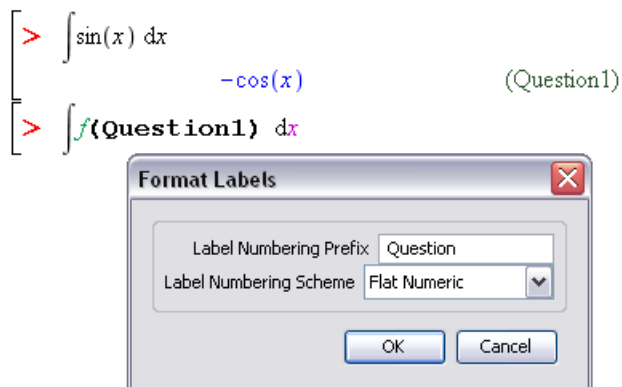 > ∫sin(x) dx
-cos(x) (Question1)
> ∫f(Question1) dx
Format Labels
Label Numbering Prefix Question
Label Numbering Scheme Flat Numeric
OK Cancel